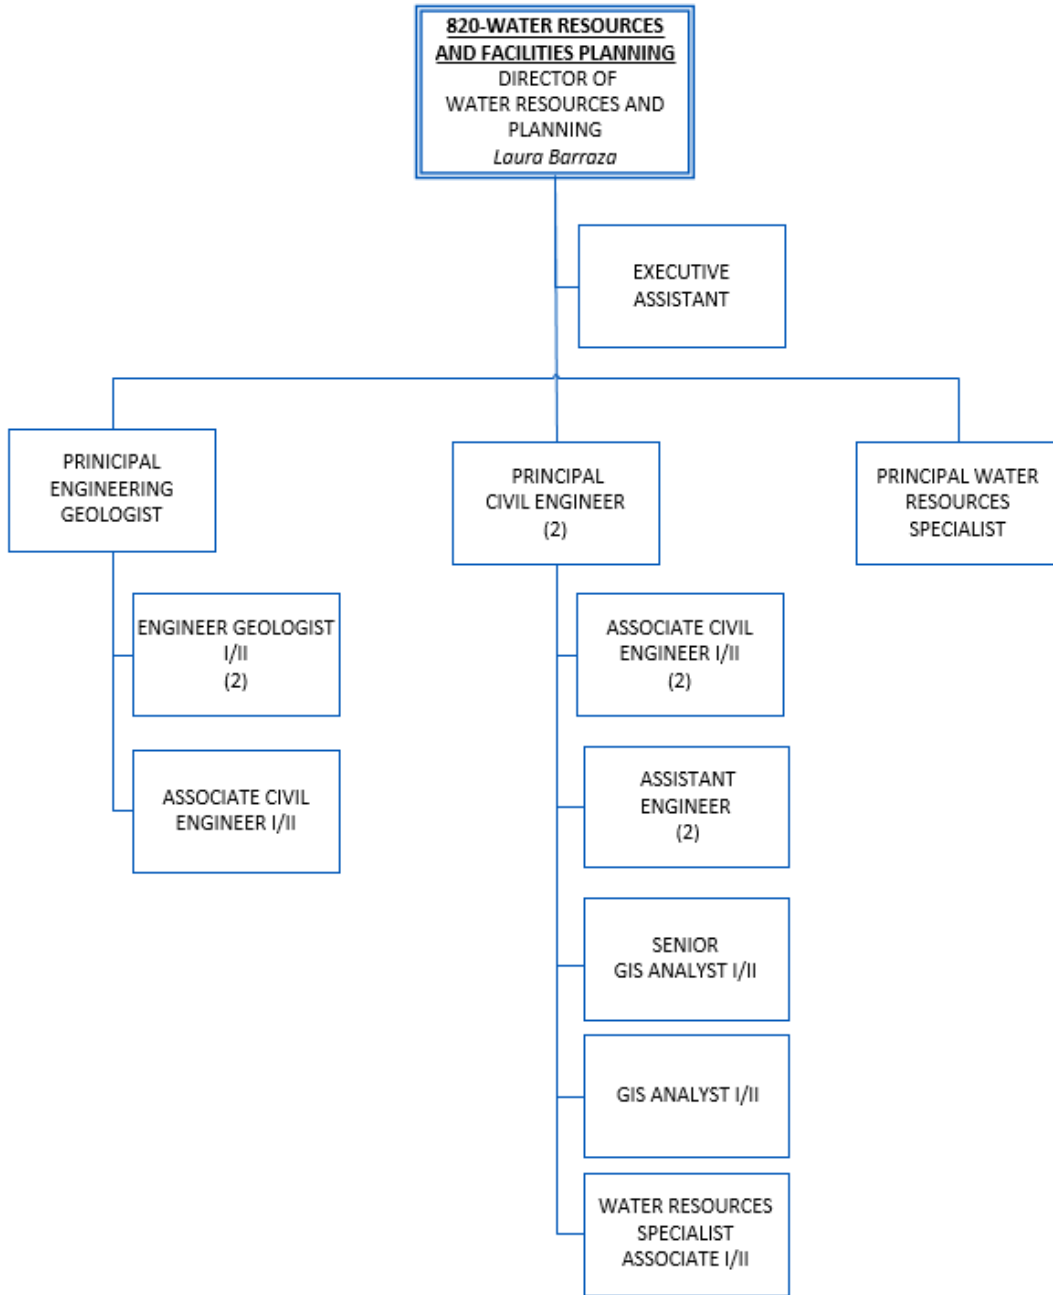 820-WATER RESOURCES
AND FACILITIES PLANNING
DIRECTOR OF
WATER RESOURCES AND
PLANNING
Laura Barraza
EXECUTIVE
ASSISTANT
PRINICIPAL
ENGINEERING
GEOLOGIST
PRINCIPAL
CIVIL ENGINEER
(2)
PRINCIPAL WATER
RESOURCES
SPECIALIST
ENGINEER GEOLOGIST
I/II
(2)
ASSOCIATE CIVIL
ENGINEER I/II
ASSOCIATE CIVIL
ENGINEER I/II
(2)
ASSISTANT
ENGINEER
(2)
SENIOR
GIS ANALYST I/II
GIS ANALYST I/II
WATER RESOURCES
SPECIALIST
ASSOCIATE I/II